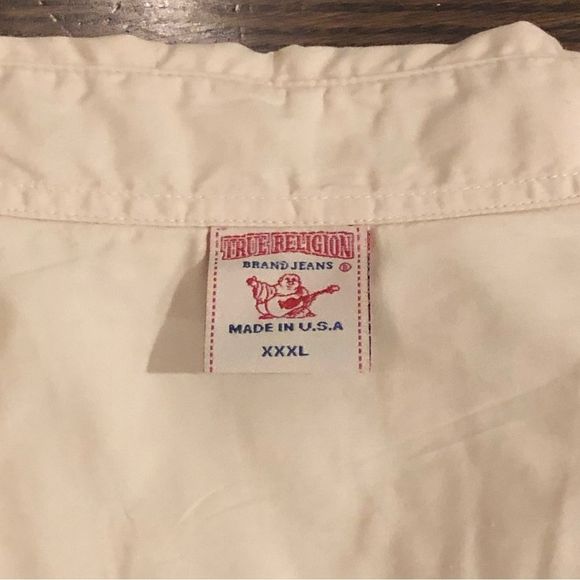 TRUE RELIGION
BRAND JEANS ®
MADE IN U.S.A
XXXL